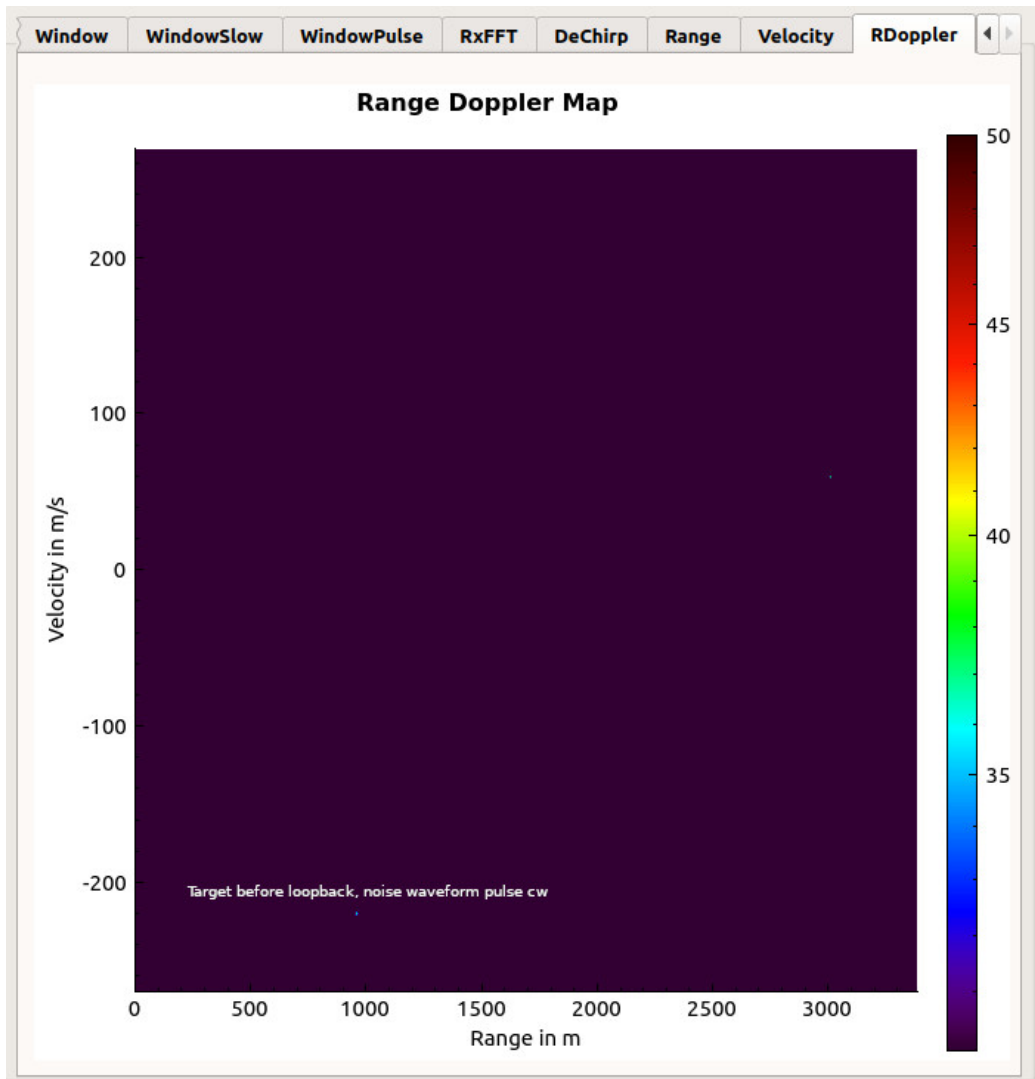 Window WindowSlow WindowPulse RxFFT DeChirp Range Velocity RDoppler
Range Doppler Map
50
45
40
35
200
100
0
-100
-200
Velocity in m/s
Target before loopback, noise waveform pulse cw
0 500 1000 1500 2000 2500 3000
Range in m